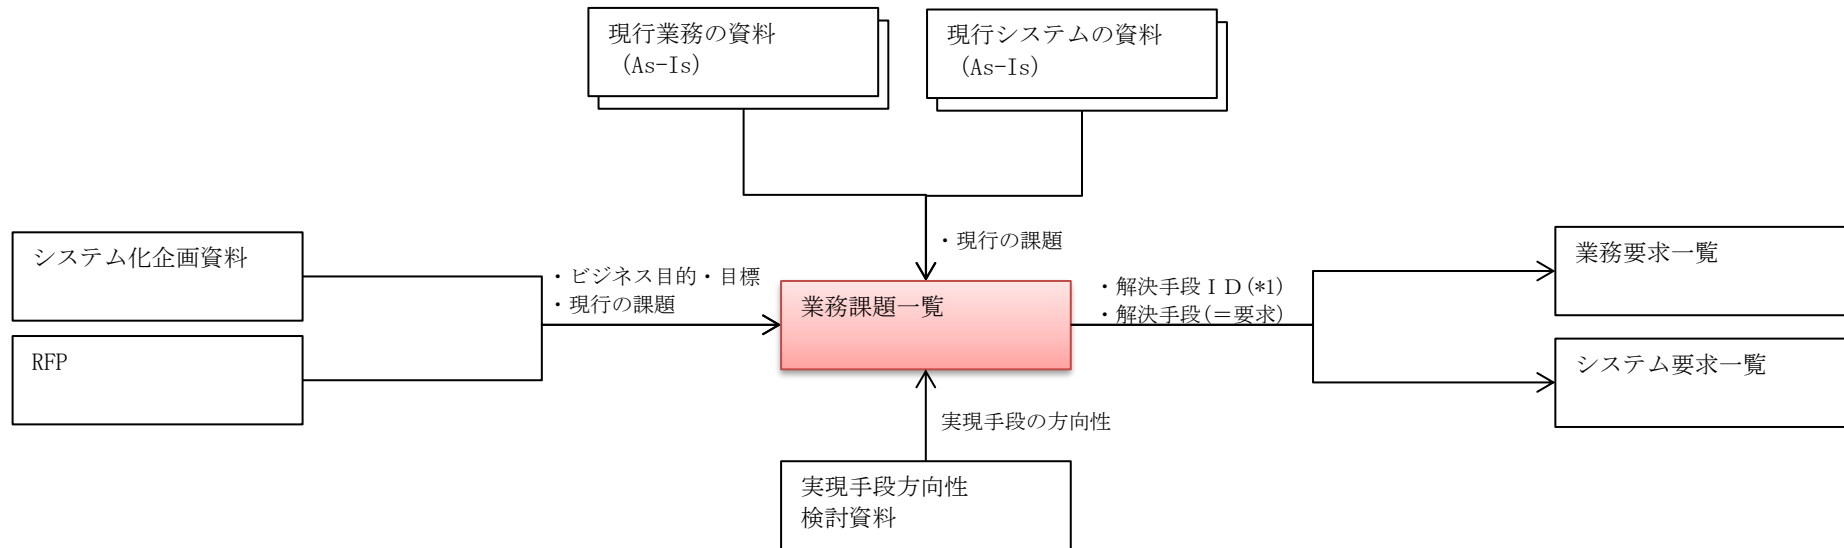 現行業務の資料
（As-Is）
現行システムの資料
（As-Is）
・現行の課題
システム化企画資料
RFP
・ビジネス目的・目標
・現行の課題
業務課題一覧
・解決手段ＩＤ(*1)
・解決手段(＝要求)
業務要求一覧
システム要求一覧
実現手段の方向性
実現手段方向性
検討資料